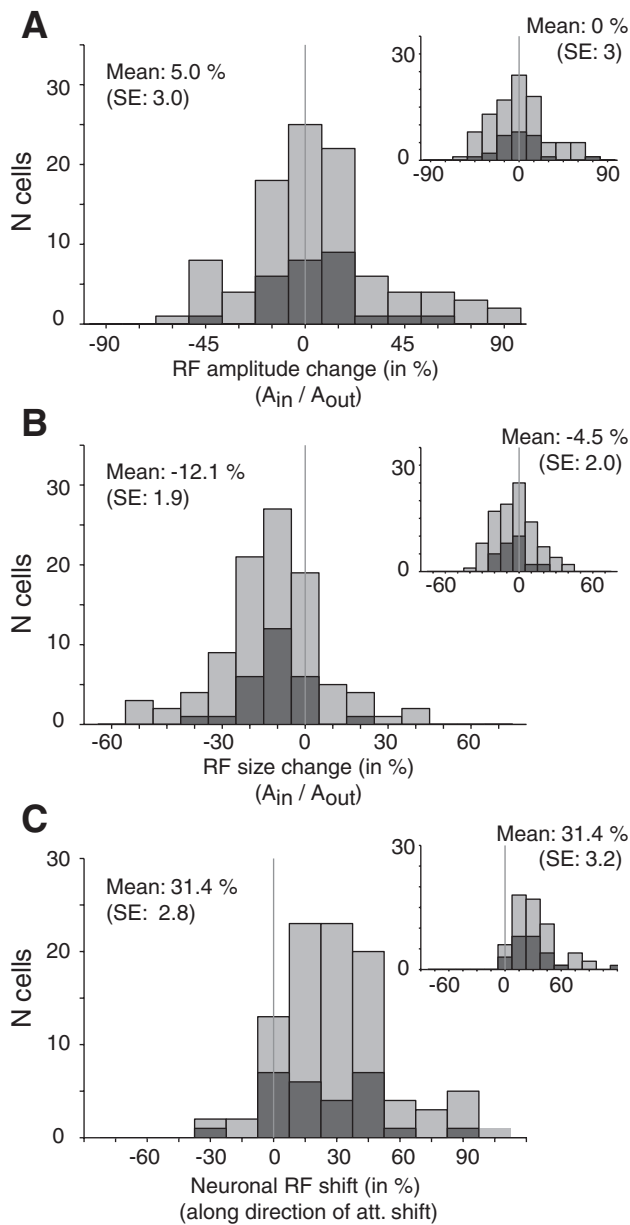 A
Mean: 5.0 %
(SE: 3.0)
Mean: 0 %
(SE: 3)
30
0
-90 0 90
N cells
30
20
10
0
-90 -45 0 45 90
RF amplitude change (in %)
(Ain / Aout)
B
Mean: -12.1 %
(SE: 1.9)
Mean: -4.5 %
(SE: 2.0)
30
0
-60 0 60
N cells
30
20
10
0
-60 -30 0 30 60
RF size change (in %)
(Ain / Aout)
C
Mean: 31.4 %
(SE: 2.8)
Mean: 31.4 %
(SE: 3.2)
30
0
-60 0 60
N cells
30
20
10
0
-60 -30 0 30 60 90
Neuronal RF shift (in %)
(along direction of att. shift)